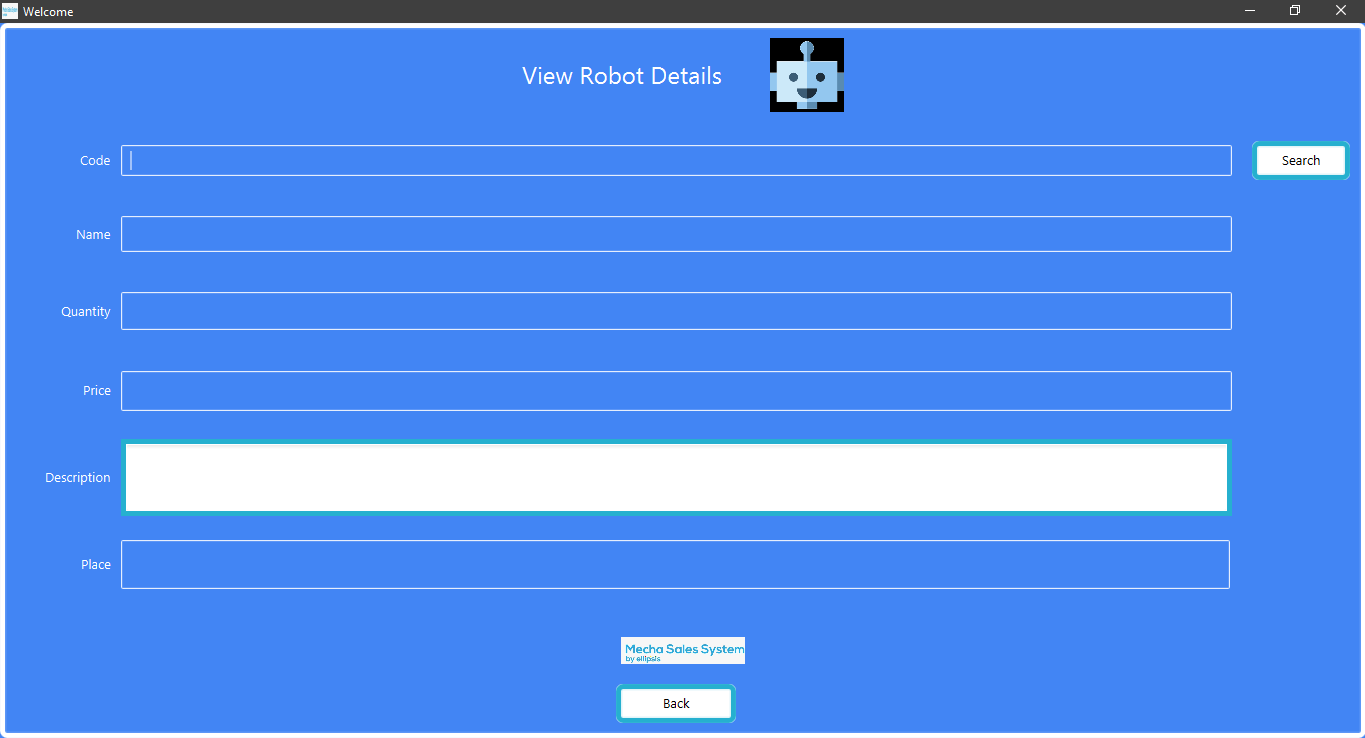 Welcome
View Robot Details
Code
Search
Name
Quantity
Price
Description
Place
Mecha Sales System
by ellipsis
Back